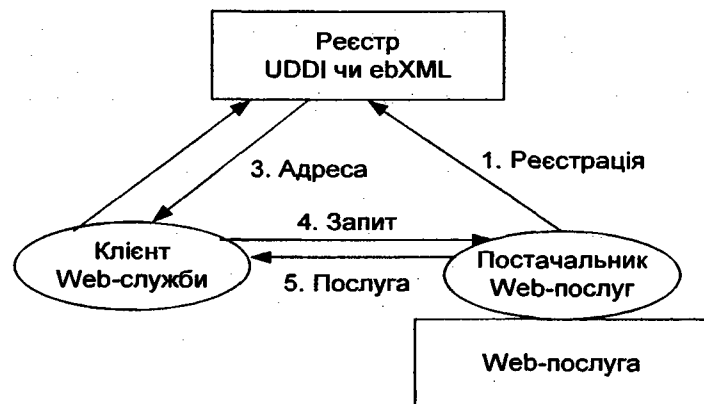 Реєстр
UDDI чи ebXML
3. Адреса
1. Реєстрація
4. Запит
Клієнт
Web-служби
5. Послуга
Постачальник
Web-послуг
Web-послуга